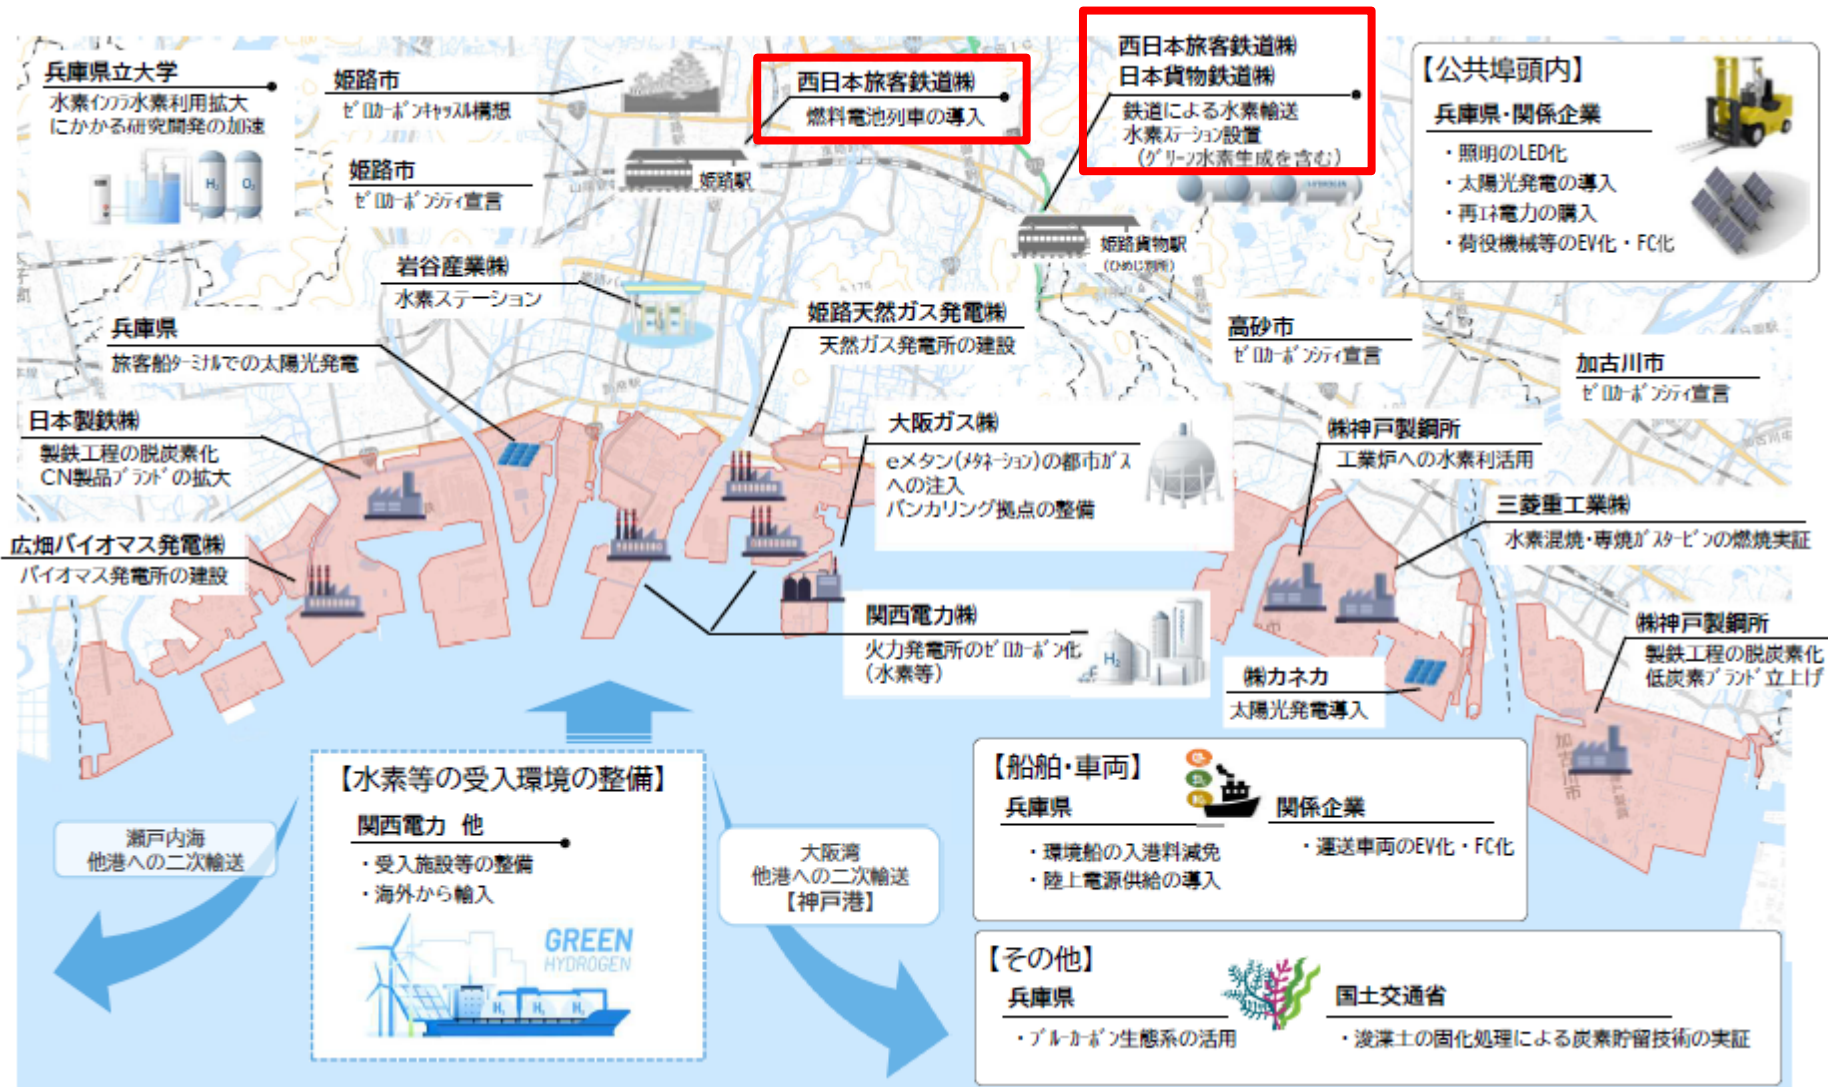 兵庫県立大学
水素ｲﾝﾌﾗ水素利用拡大
にかかる研究開発の加速
H₂
O₂
姫路市
ｾﾞﾛｶｰﾎﾞﾝｷｬｯｽﾙ構想
姫路市
ｾﾞﾛｶｰﾎﾞﾝｼﾃｨ宣言
西日本旅客鉄道㈱
燃料電池列車の導入
姫路駅
西日本旅客鉄道㈱
日本貨物鉄道㈱
鉄道による水素輸送
水素ｽﾃｰｼｮﾝ設置
(ｸﾞﾘｰﾝ水素生成を含む)
姫路貨物駅
(ひめじ別所)
【公共埠頭内】
兵庫県・関係企業
・照明のLED化
・太陽光発電の導入
・再ｴﾈ電力の購入
・荷役機械等のEV化・FC化
岩谷産業㈱
水素ステーション
兵庫県
旅客船ﾀｰﾐﾅﾙでの太陽光発電
姫路天然ガス発電㈱
天然ガス発電所の建設
高砂市
ｾﾞﾛｶｰﾎﾞﾝｼﾃｨ宣言
加古川市
ｾﾞﾛｶｰﾎﾞﾝｼﾃｨ宣言
日本製鉄㈱
製鉄工程の脱炭素化
CN製品ﾌﾞﾗﾝﾄﾞの拡大
大阪ガス㈱
eメタン(ﾒﾀﾈｰｼｮﾝ)の都市ガス
への注入
バンカリング拠点の整備
㈱神戸製鋼所
工業炉への水素利活用
三菱重工業㈱
水素混焼・専焼ｶﾞｽﾀｰﾋﾞﾝの燃焼実証
広畑バイオマス発電㈱
バイオマス発電所の建設
関西電力㈱
火力発電所のｾﾞﾛｶｰﾎﾞﾝ化
(水素等)
H₂
㈱カネカ
太陽光発電導入
㈱神戸製鋼所
製鉄工程の脱炭素化
低炭素ﾌﾞﾗﾝﾄﾞ立上げ
加古川市
【水素等の受入環境の整備】
関西電力 他
・受入施設等の整備
・海外から輸入
GREEN
HYDROGEN
H₂ H₂ H₂
瀬戸内海
他港への二次輸送
大阪湾
他港への二次輸送
【神戸港】
【船舶・車両】
兵庫県
・環境船の入港料減免
・陸上電源供給の導入
関係企業
・運送車両のEV化・FC化
【その他】
兵庫県
・ﾌﾞﾙｰｶｰﾎﾞﾝ生態系の活用
国土交通省
・浚渫土の固化処理による炭素貯留技術の実証